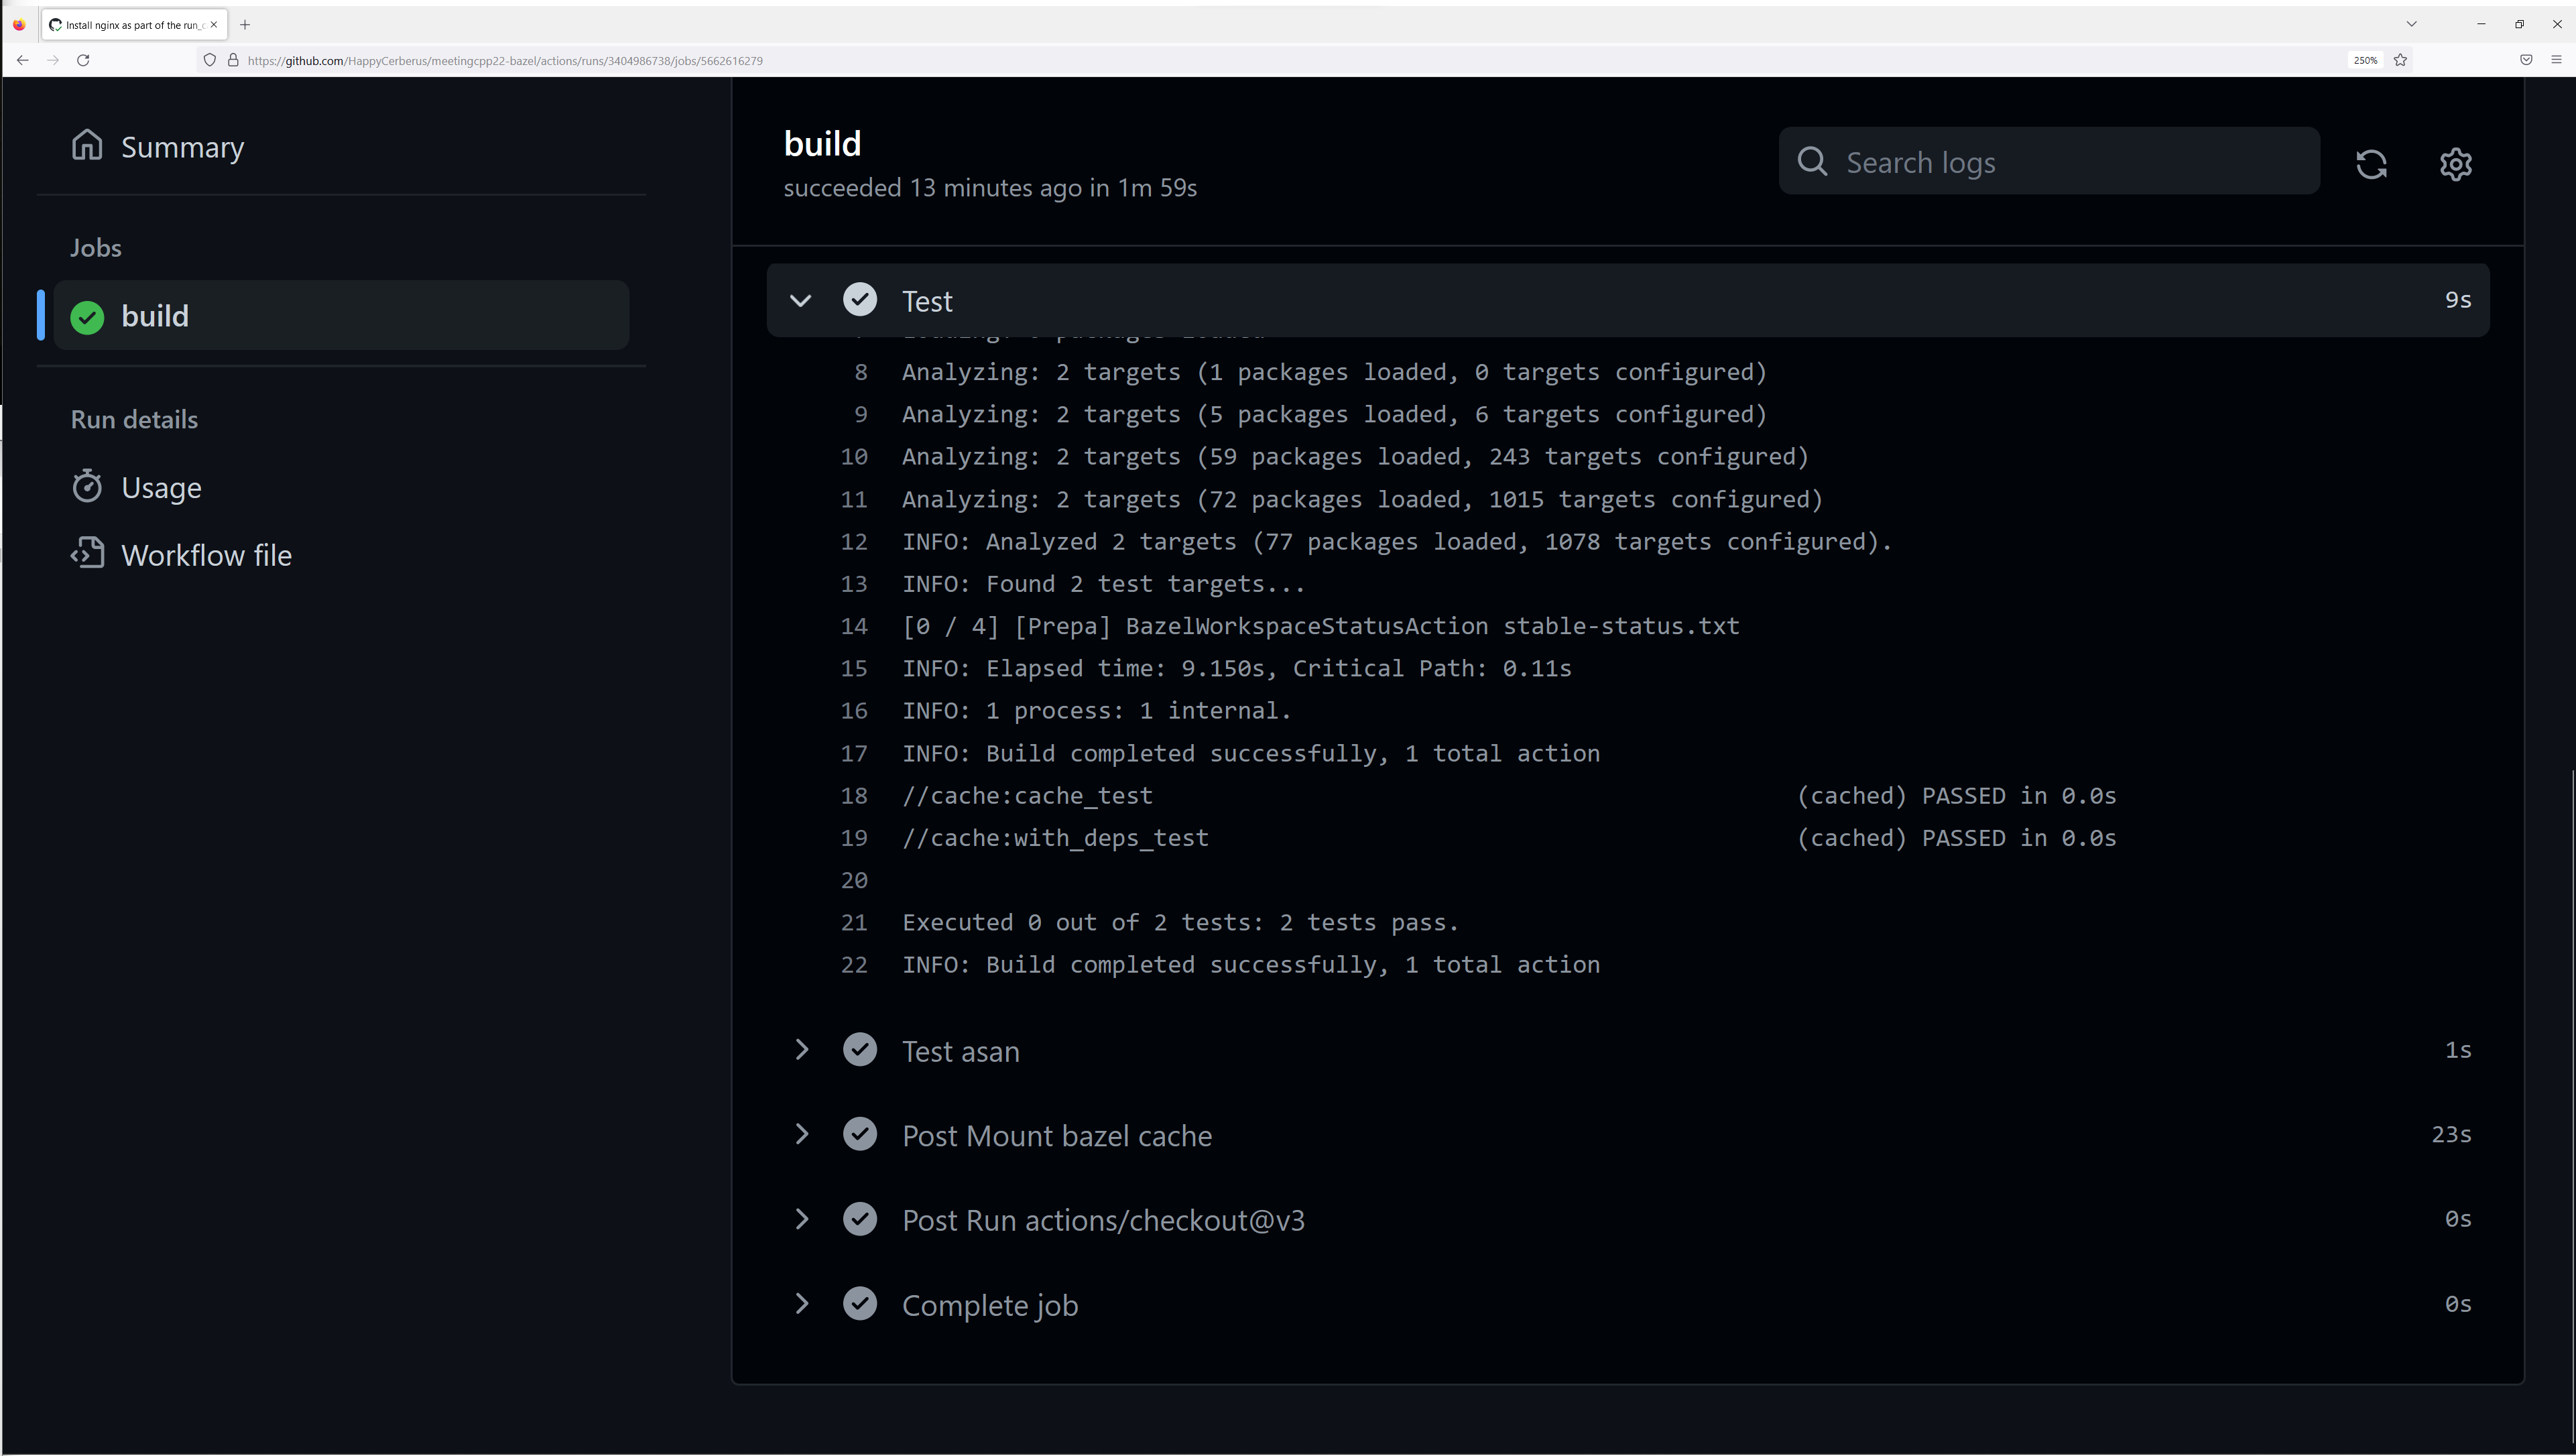 Install nginx as part of the run_c
https://github.com/HappyCerberus/meetingcpp22-bazel/actions/runs/3404986738/jobs/5662616279
250%
Summary
Jobs
build
Run details
Usage
Workflow file
build
succeeded 13 minutes ago in 1m 59s
Search logs
Test 9s
8 Analyzing: 2 targets (1 packages loaded, 0 targets configured)
9 Analyzing: 2 targets (5 packages loaded, 6 targets configured)
10 Analyzing: 2 targets (59 packages loaded, 243 targets configured)
11 Analyzing: 2 targets (72 packages loaded, 1015 targets configured)
12 INFO: Analyzed 2 targets (77 packages loaded, 1078 targets configured).
13 INFO: Found 2 test targets...
14 [0 / 4] [Prepa] BazelWorkspaceStatusAction stable-status.txt
15 INFO: Elapsed time: 9.150s, Critical Path: 0.11s
16 INFO: 1 process: 1 internal.
17 INFO: Build completed successfully, 1 total action
18 //cache:cache_test (cached) PASSED in 0.0s
19 //cache:with_deps_test (cached) PASSED in 0.0s
20
21 Executed 0 out of 2 tests: 2 tests pass.
22 INFO: Build completed successfully, 1 total action
Test asan 1s
Post Mount bazel cache 23s
Post Run actions/checkout@v3 0s
Complete job 0s